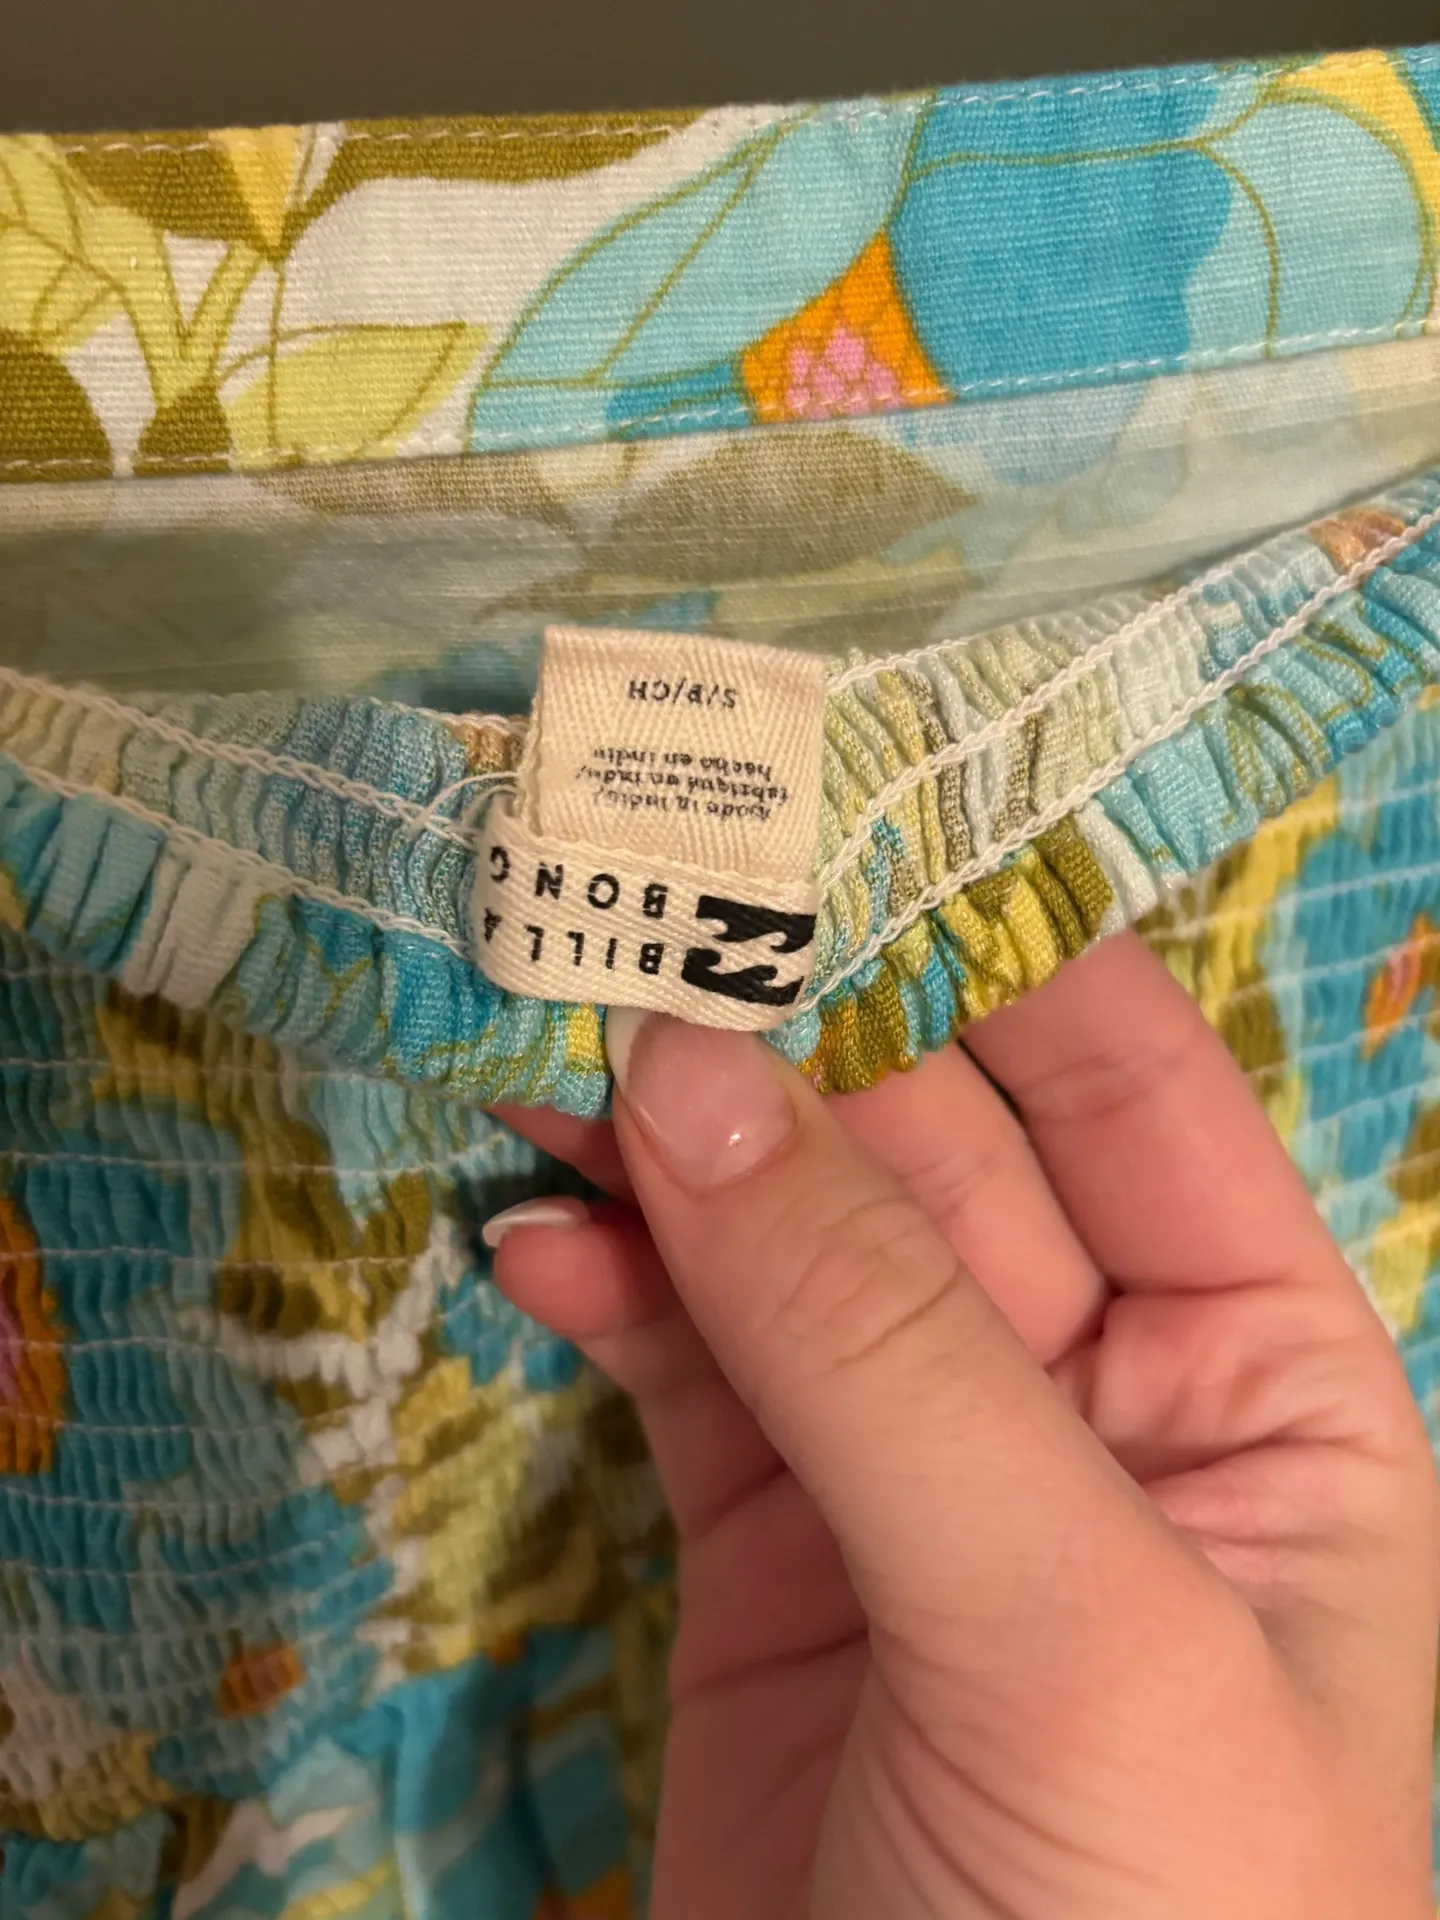 BILLA
BONG
made in india/
fabriqué en inde/
hecho en india
S/P/CH